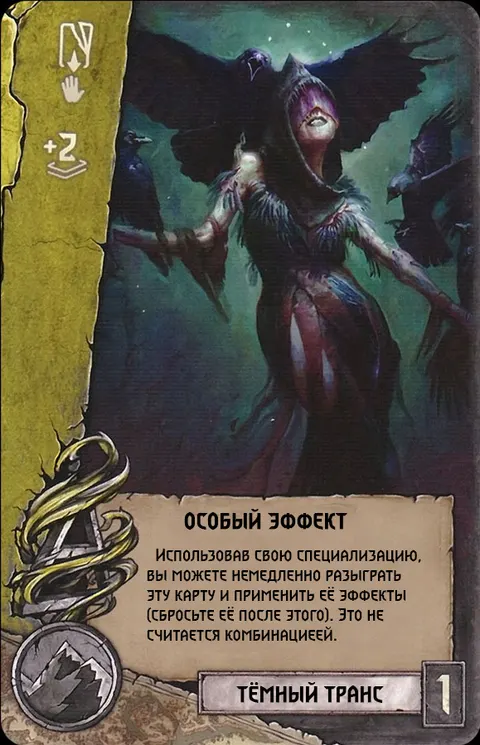 +2
ОСОБЫЙ ЭФФЕКТ
Использовав свою специализацию,
вы можете немедленно разыграть
эту карту и применить её эффекты
(сбросьте её после этого). Это не
считается комбинациеей.
ТЁМНЫЙ ТРАНС
1